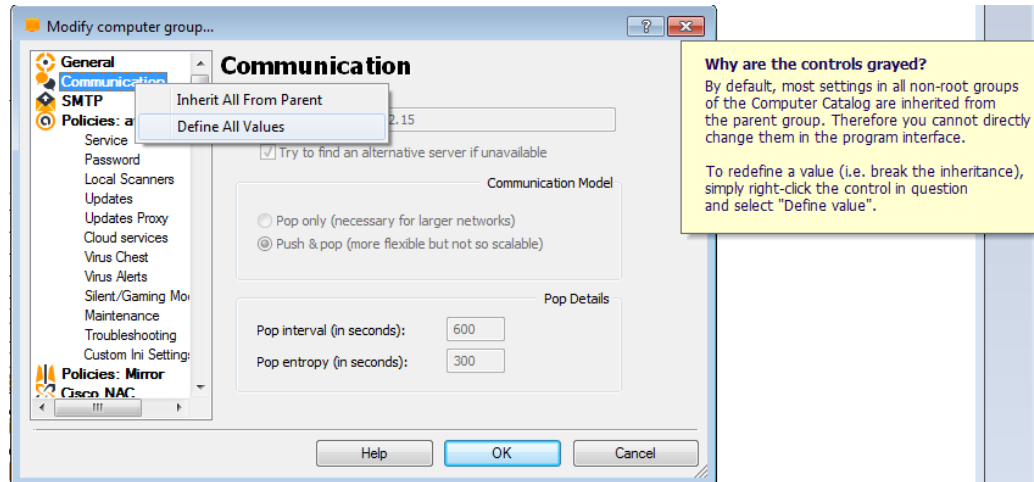 Modify computer group...
General
Communication
SMTP
Policies:
Service
Password
Local Scanners
Updates
Updates Proxy
Cloud services
Virus Chest
Virus Alerts
Silent/Gaming
Maintenance
Troubleshooting
Custom Ini Setting
Policies: Mirror
Cisco NAC
Inherit All From Parent
Define All Values
Communication
2.15
Try to find an alternative server if unavailable
Communication Model
Pop only (necessary for larger networks)
Push & pop (more flexible but not so scalable)
Pop Details
Pop interval (in seconds): 600
Pop entropy (in seconds): 300
Help
OK
Cancel
Why are the controls grayed?
By default, most settings in all non-root groups
of the Computer Catalog are inherited from
the parent group. Therefore you cannot directly
change them in the program interface.
To redefine a value (i.e. break the inheritance),
simply right-click the control in question
and select "Define value".